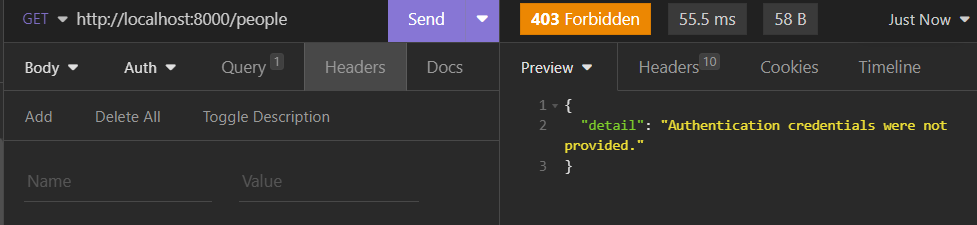 GET http://localhost:8000/people Send 403 Forbidden 55.5 ms 58 B Just Now
Body Auth Query 1 Headers Docs Preview Headers 10 Cookies Timeline
Add Delete All Toggle Description
Name Value
1 {
2 "detail": "Authentication credentials were not
provided."
3 }